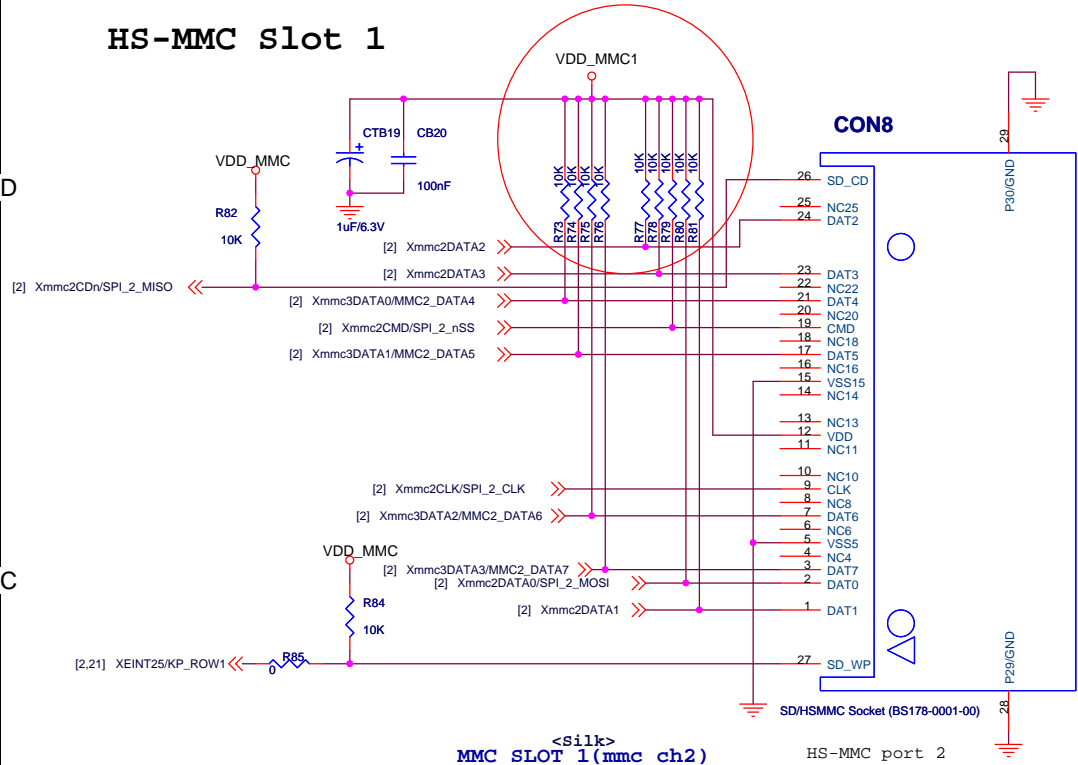 HS-MMC Slot 1
VDD_MMC1
CON8
29
P30/GND
CTB19
+
CB20
100nF
1uF/6.3V
VDD_MMC
R82
10K
D
10K
10K
10K
10K
10K
10K
10K
10K
10K
R73
R74
R75
R76
R77
R78
R79
R80
R81
[2] Xmmc2DATA2
[2] Xmmc2DATA3
[2] Xmmc2CDn/SPI_2_MISO
[2] Xmmc3DATA0/MMC2_DATA4
[2] Xmmc2CMD/SPI_2_nSS
[2] Xmmc3DATA1/MMC2_DATA5
[2] Xmmc2CLK/SPI_2_CLK
[2] Xmmc3DATA2/MMC2_DATA6
VDD_MMC
[2] Xmmc3DATA3/MMC2_DATA7
[2] Xmmc2DATA0/SPI_2_MOSI
C
R84
10K
[2] Xmmc2DATA1
[2,21] XEINT25/KP_ROW1
R85
0
26 SD_CD
25 NC25
24 DAT2
23 DAT3
22 NC22
21 DAT4
20 NC20
19 CMD
18 NC18
17 DAT5
16 NC16
15 VSS15
14 NC14
13 NC13
12 VDD
11 NC11
10 NC10
9 CLK
8 NC8
7 DAT6
6 NC6
5 VSS5
4 NC4
3 DAT7
2 DAT0
1 DAT1
27 SD_WP
P29/GND
28
SD/HSMMC Socket (BS178-0001-00)
<Silk>
MMC SLOT 1(mmc ch2)
HS-MMC port 2